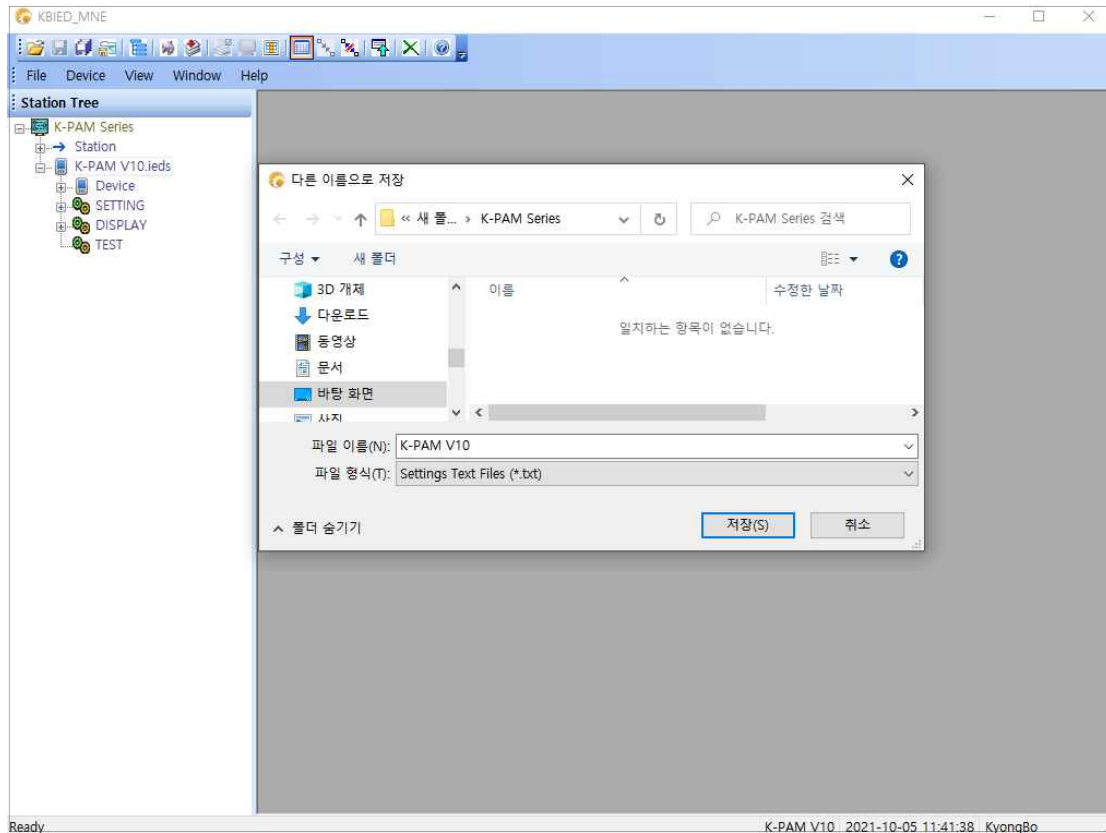 KBIED_MNE
File Device View Window Help
Station Tree
K-PAM Series
Station
K-PAM V10.ieds
Device
SETTING
DISPLAY
TEST
다른 이름으로 저장
« 새 폴... › K-PAM Series
K-PAM Series 검색
구성 새 폴더
이름 수정한 날짜
3D 개체
다운로드
동영상
문서
바탕 화면
사진
일치하는 항목이 없습니다.
파일 이름(N): K-PAM V10
파일 형식(T): Settings Text Files (*.txt)
폴더 숨기기
저장(S) 취소
Ready K-PAM V10 2021-10-05 11:41:38 KyongBo